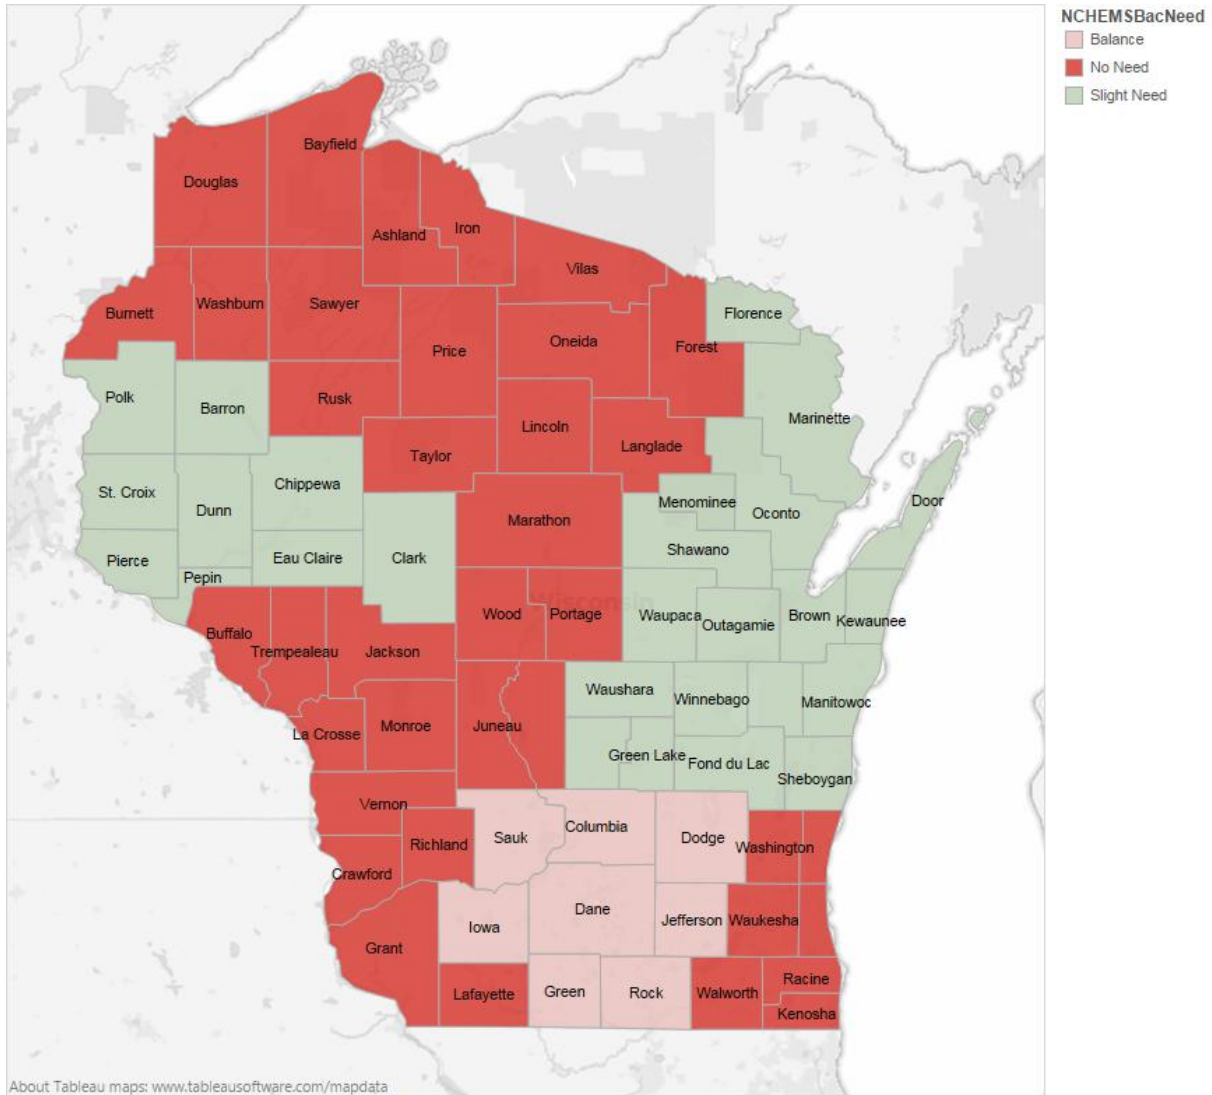 NCHEMSBacNeed
Balance
No Need
Slight Need
Bayfield
Douglas
Ashland
Iron
Vilas
Burnett
Washburn
Sawyer
Price
Oneida
Forest
Florence
Polk
Barron
Rusk
Lincoln
Langlade
Marinette
Taylor
St. Croix
Dunn
Chippewa
Marathon
Menominee
Oconto
Door
Pierce
Pepin
Eau Claire
Clark
Shawano
Wood
Wisconsin
Portage
Waupaca
Outagamie
Brown
Kewaunee
Buffalo
Trempealeau
Jackson
Waushara
Winnebago
Manitowoc
La Crosse
Monroe
Juneau
Green Lake
Fond du Lac
Sheboygan
Vernon
Richland
Sauk
Columbia
Dodge
Washington
Crawford
Iowa
Dane
Jefferson
Waukesha
Grant
Lafayette
Green
Rock
Walworth
Racine
Kenosha
About Tableau maps: www.tableausoftware.com/mapdata